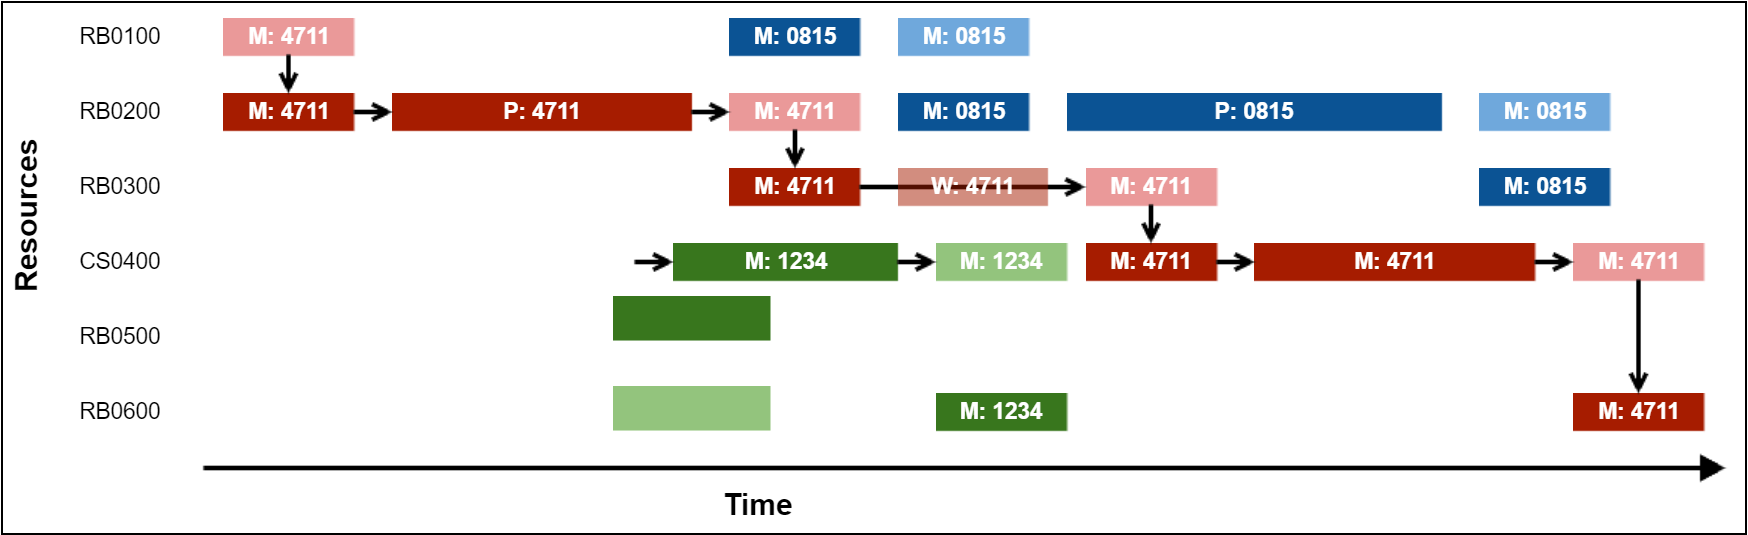 Resources
RB0100 M: 4711 M: 0815 M: 0815
RB0200 M: 4711 P: 4711 M: 4711 M: 0815 P: 0815 M: 0815
RB0300 M: 4711 W: 4711 M: 4711 M: 0815
CS0400 M: 1234 M: 1234 M: 4711 M: 4711 M: 4711
RB0500
RB0600 M: 1234 M: 4711
Time